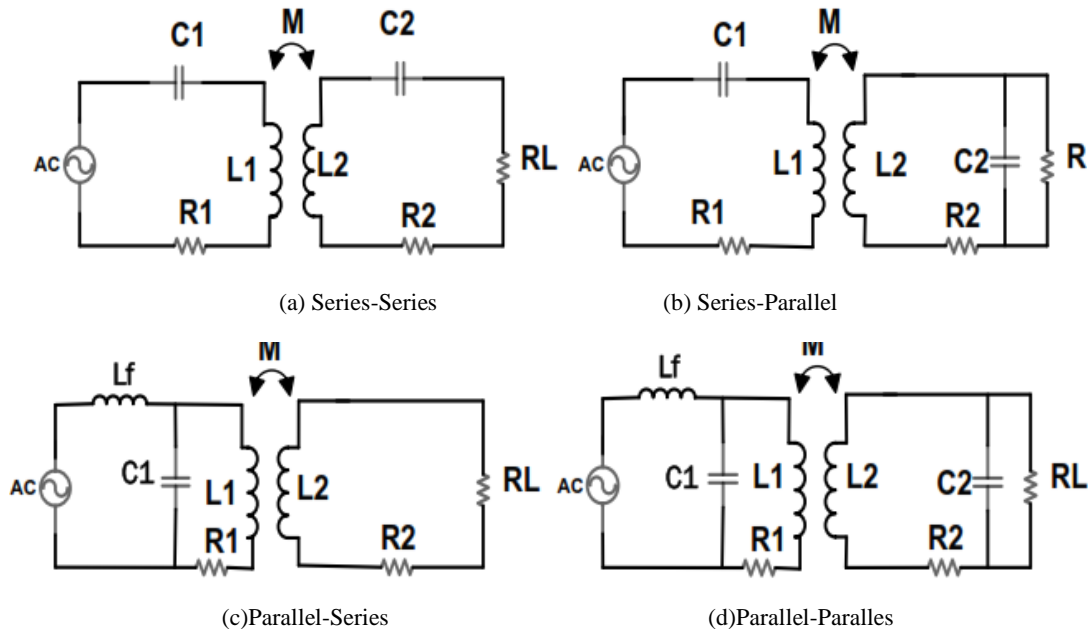 M
C1
C2
AC
L1
L2
RL
R1
R2
(a) Series-Series
M
C1
AC
L1
L2
C2
R
R1
R2
(b) Series-Parallel
M
Lf
AC
C1
L1
L2
RL
R1
R2
(c)Parallel-Series
M
Lf
AC
C1
L1
L2
C2
RL
R1
R2
(d)Parallel-Paralles